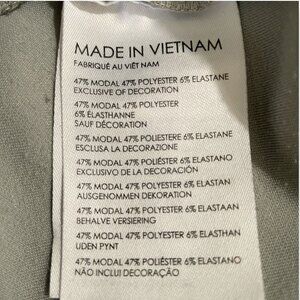 MADE IN VIETNAM
FABRIQUÉ AU VIÊT NAM
47% MODAL 47% POLYESTER 6% ELASTANE
EXCLUSIVE OF DECORATION
47% MODAL 47% POLYESTER
6% ÉLASTHANNE
SAUF DÉCORATION
47% MODAL 47% POLIESTERE 6% ELASTANE
ESCLUSA LA DECORAZIONE
47% MODAL 47% POLIÉSTER 6% ELASTANO
EXCLUSIVO DE LA DECORACIÓN
47% MODAL 47% POLYESTER 6% ELASTAN
AUSGENOMMEN DEKORATION
47% MODAL 47% POLYESTER 6% ELASTAAN
BEHALVE VERSIERING
47% MODAL 47% POLYESTER 6% ELASTHAN
UDEN PYNT
47% MODAL 47% POLIÉSTER 6% ELASTANO
NÃO INCLUI DECORAÇÃO